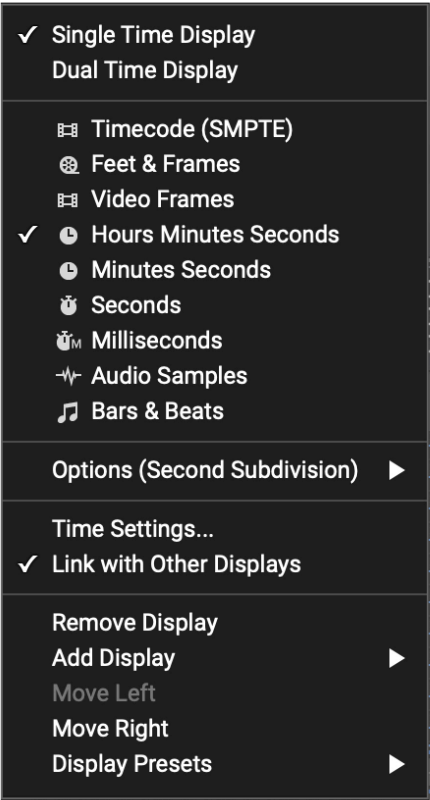 Single Time Display
Dual Time Display
Timecode (SMPTE)
Feet & Frames
Video Frames
Hours Minutes Seconds
Minutes Seconds
Seconds
M Milliseconds
Audio Samples
Bars & Beats
Options (Second Subdivision)
Time Settings...
Link with Other Displays
Remove Display
Add Display
Move Left
Move Right
Display Presets